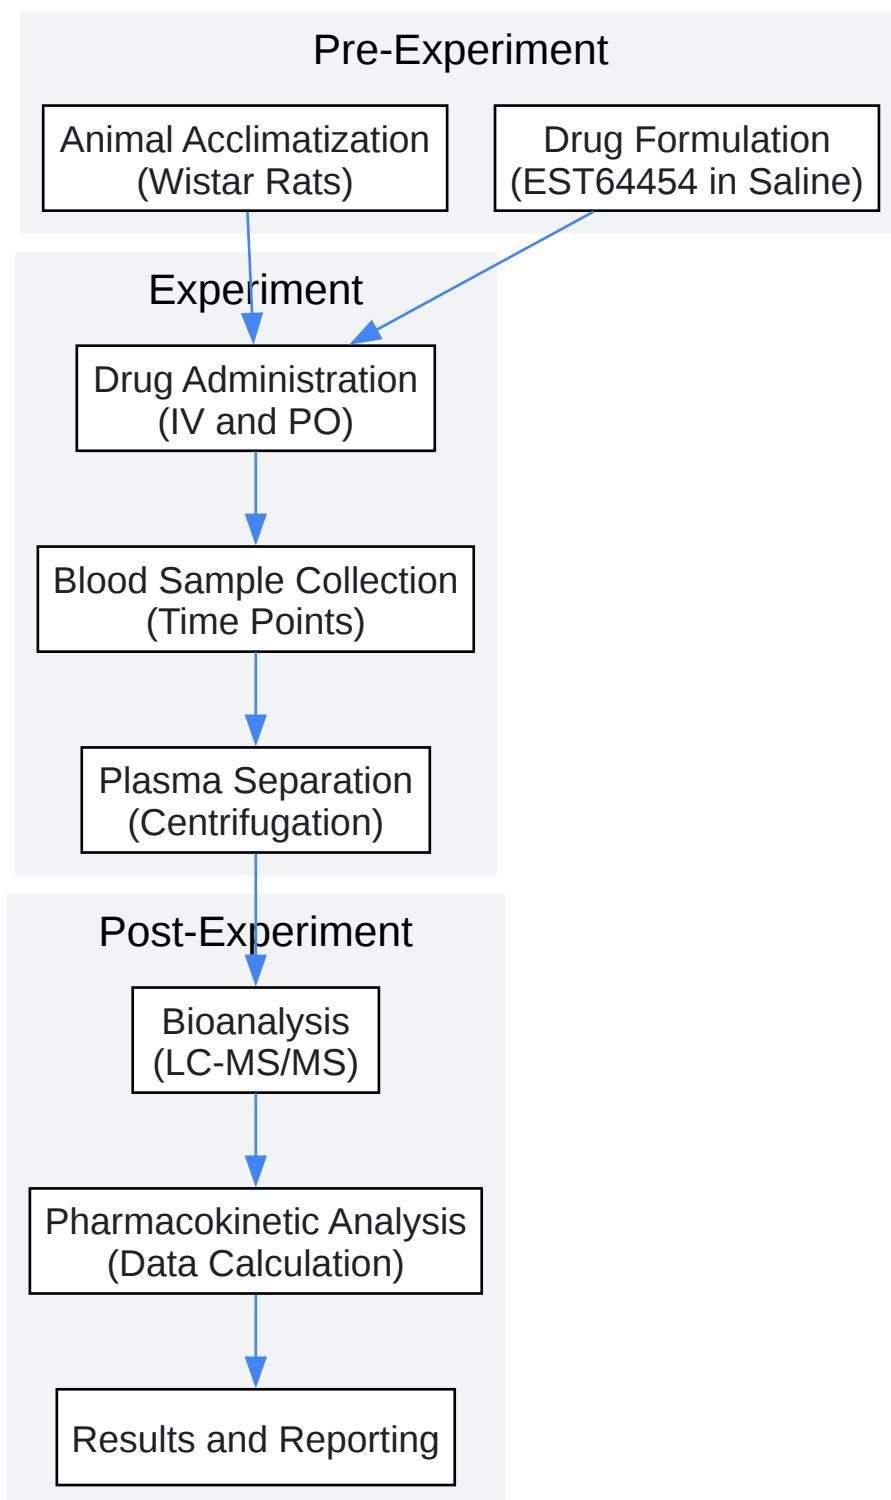 Pre-Experiment
Animal Acclimatization
(Wistar Rats)
Drug Formulation
(EST64454 in Saline)
Experiment
Drug Administration
(IV and PO)
Blood Sample Collection
(Time Points)
Plasma Separation
(Centrifugation)
Post-Experiment
Bioanalysis
(LC-MS/MS)
Pharmacokinetic Analysis
(Data Calculation)
Results and Reporting